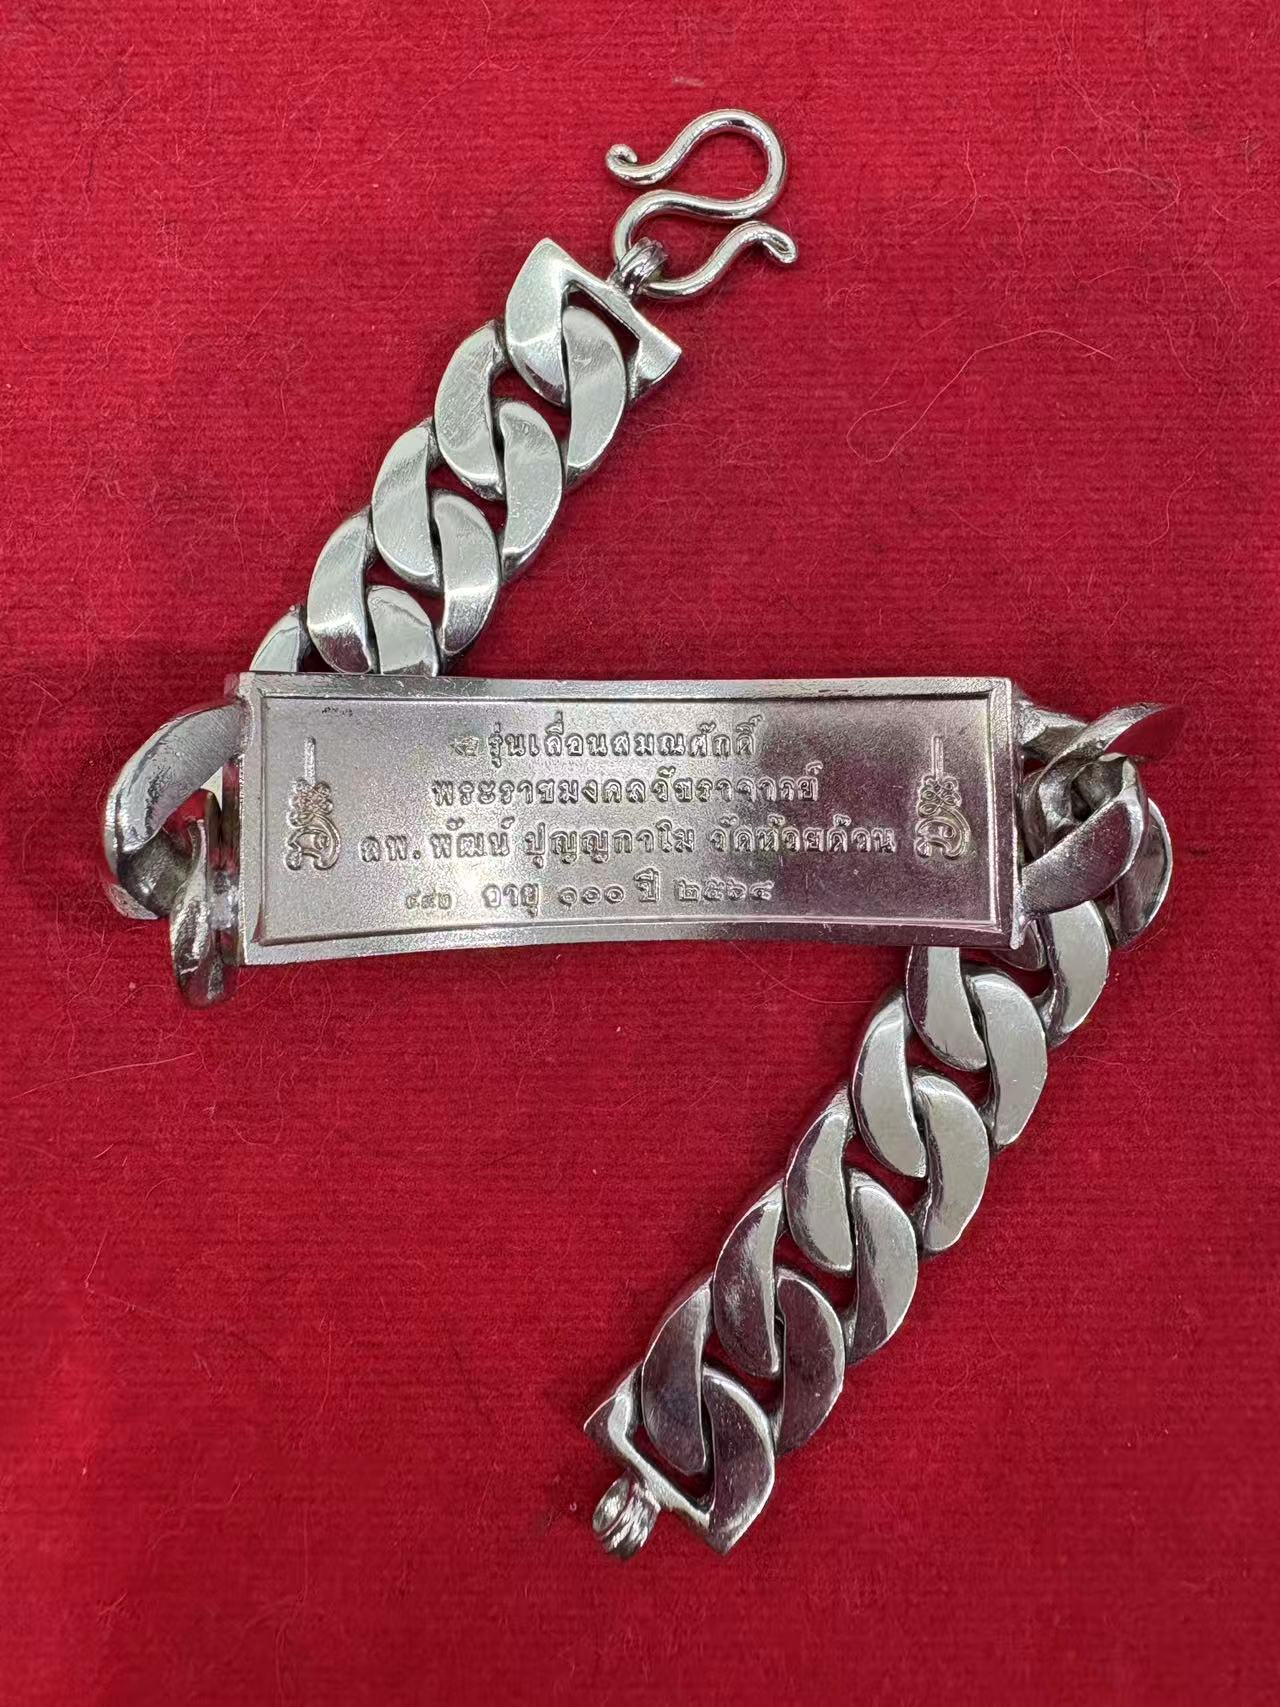 รุ่นเลื่อนสมณศักดิ์
พระราชมงคลวัชราจารย์
ลพ. พัฒน์ ปุญญกาโม วัดห้วยด้วน
๔๙๒ อายุ ๑๐๐ ปี ๒๕๖๔